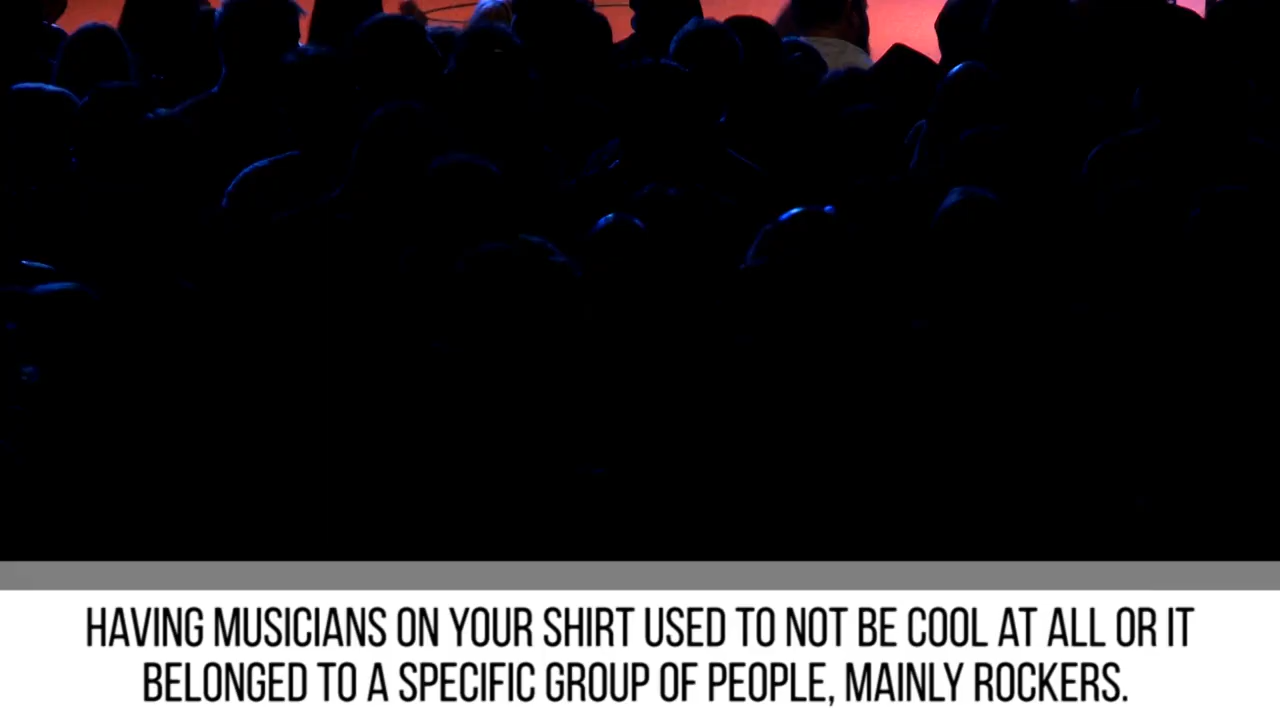 HAVING MUSICIANS ON YOUR SHIRT USED TO NOT BE COOL AT ALL OR IT
BELONGED TO A SPECIFIC GROUP OF PEOPLE, MAINLY ROCKERS.